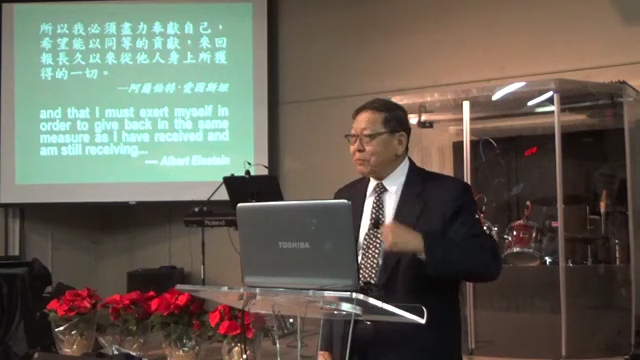 所以我必須盡力奉獻自己，
希望能以同等的貢獻，來回
報長久以來從他人身上所獲
得的一切。
—阿爾伯特·愛因斯坦
and that I must exert myself in
order to give back in the same
measure as I have received and
am still receiving...
— Albert Einstein
Roland
TOSHIBA